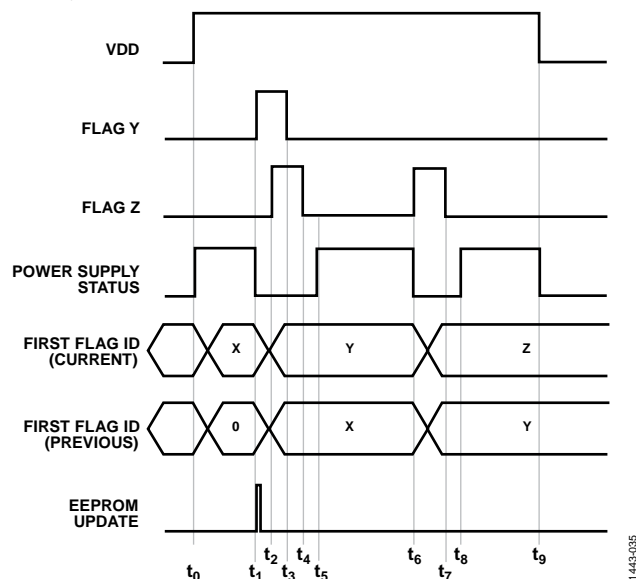 VDD
FLAG Y
FLAG Z
POWER SUPPLY
STATUS
FIRST FLAG ID
(CURRENT)
X
Y
Z
FIRST FLAG ID
(PREVIOUS)
0
X
Y
EEPROM
UPDATE
t0
t1
t2
t3
t4
t5
t6
t7
t8
t9
443-035